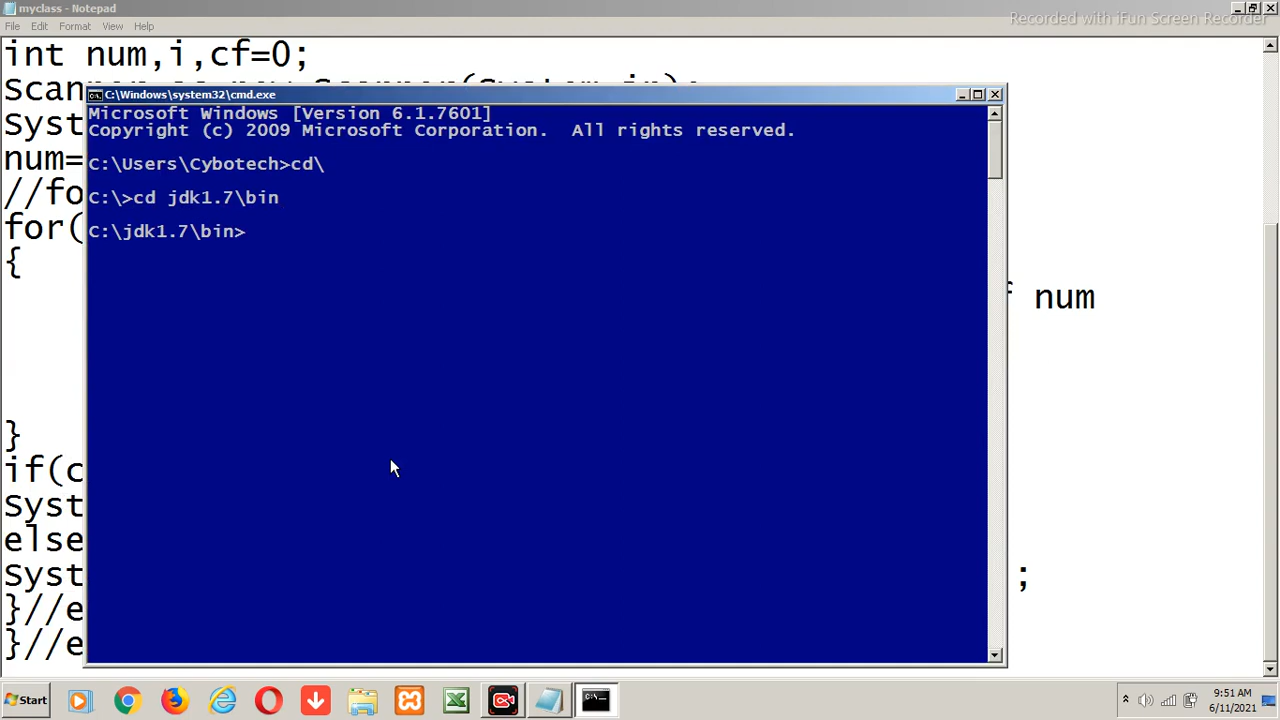 myclass - Notepad
File Edit Format View Help
Recorded with iFun Screen Recorder
int num,i,cf=0;
C:\Windows\system32\cmd.exe
Microsoft Windows [Version 6.1.7601]
Copyright (c) 2009 Microsoft Corporation. All rights reserved.
C:\Users\Cybotech>cd\
C:\>cd jdk1.7\bin
C:\jdk1.7\bin>
Syst
num=
//fo
for(
{
num
}
if(c
Syst
else
Syst
;
}//e
}//e
Start
9:51 AM
6/11/2021